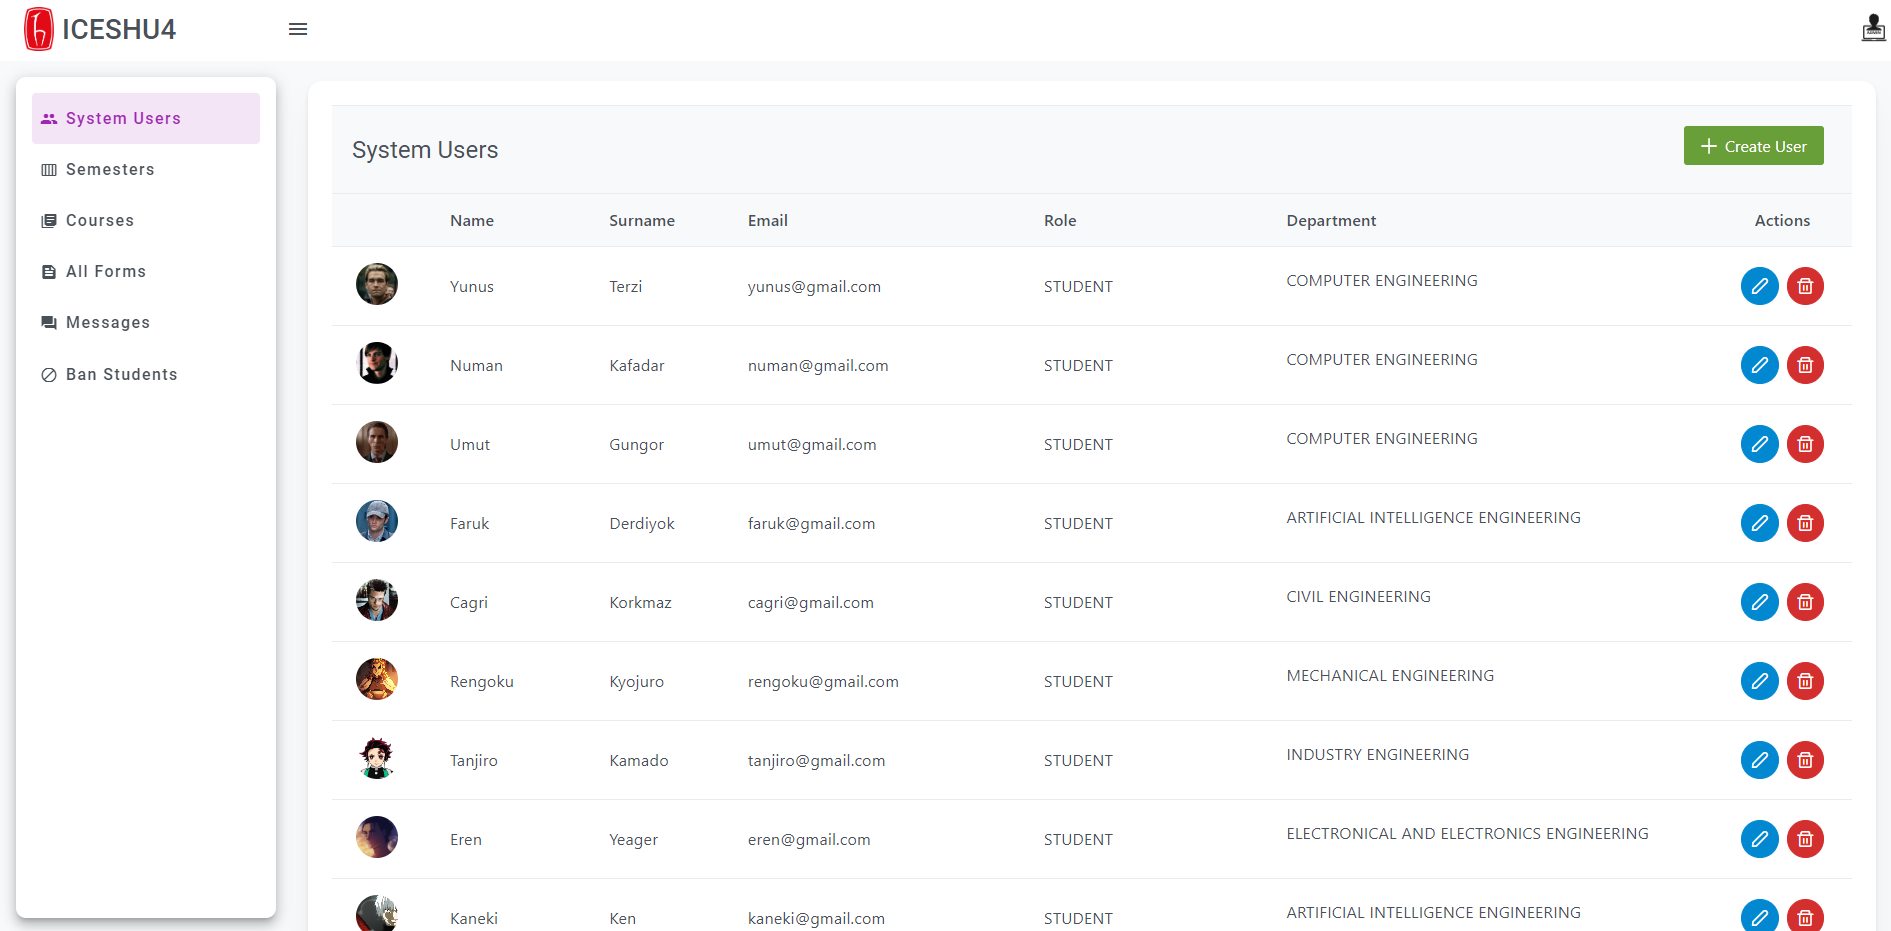 ICESHU4
System Users
Semesters
Courses
All Forms
Messages
Ban Students
System Users
Create User
Name Surname Email Role Department Actions
Yunus Terzi yunus@gmail.com STUDENT COMPUTER ENGINEERING
Numan Kafadar numan@gmail.com STUDENT COMPUTER ENGINEERING
Umut Gungor umut@gmail.com STUDENT COMPUTER ENGINEERING
Faruk Derdiyok faruk@gmail.com STUDENT ARTIFICIAL INTELLIGENCE ENGINEERING
Cagri Korkmaz cagri@gmail.com STUDENT CIVIL ENGINEERING
Rengoku Kyojuro rengoku@gmail.com STUDENT MECHANICAL ENGINEERING
Tanjiro Kamado tanjiro@gmail.com STUDENT INDUSTRY ENGINEERING
Eren Yeager eren@gmail.com STUDENT ELECTRONICAL AND ELECTRONICS ENGINEERING
Kaneki Ken kaneki@gmail.com STUDENT ARTIFICIAL INTELLIGENCE ENGINEERING